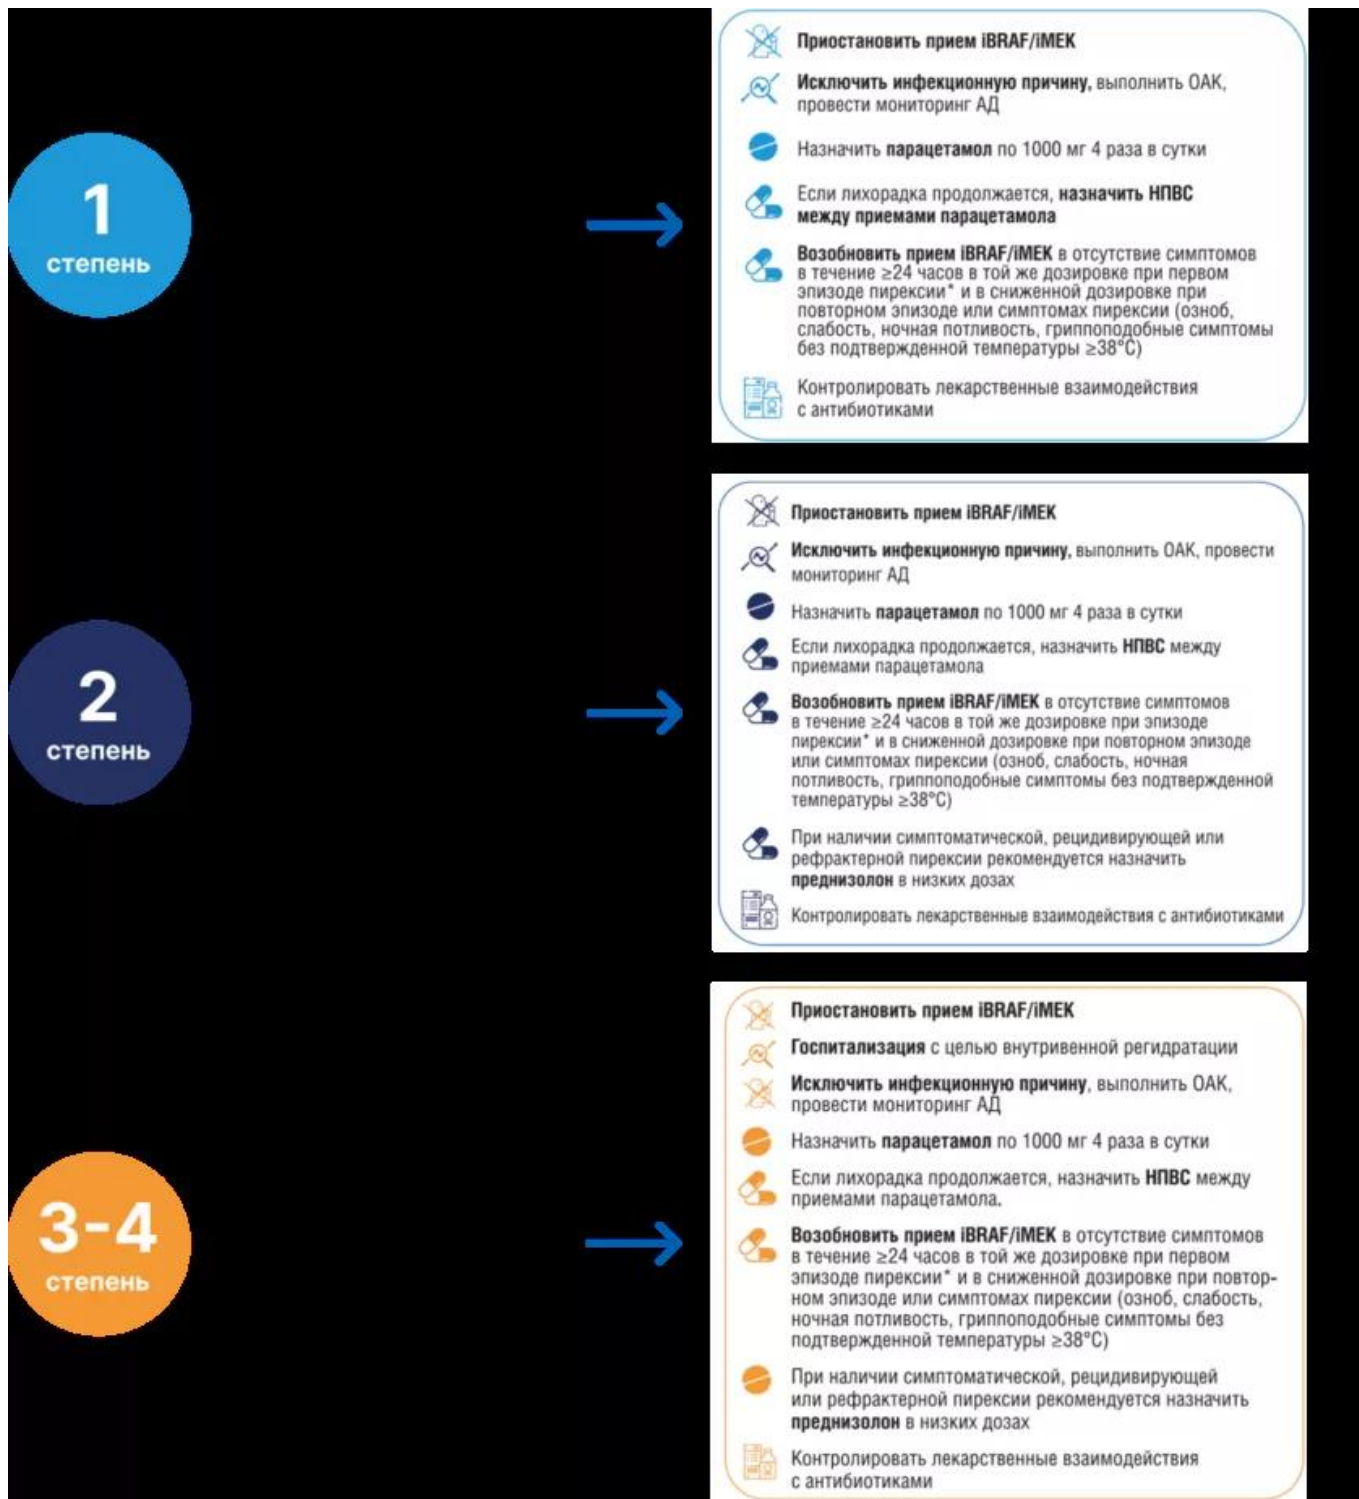 1
степень
Приостановить прием iBRAF/iMEK
Исключить инфекционную причину, выполнить ОАК,
провести мониторинг АД
Назначить парацетамол по 1000 мг 4 раза в сутки
Если лихорадка продолжается, назначить НПВС
между приемами парацетамола
Возобновить прием iBRAF/iMEK в отсутствие симптомов
в течение ≥24 часов в той же дозировке при первом
эпизоде пирексии* и в сниженной дозировке при
повторном эпизоде или симптомах пирексии (озноб,
слабость, ночная потливость, гриппоподобные симптомы
без подтвержденной температуры ≥38°C)
Контролировать лекарственные взаимодействия
с антибиотиками
2
степень
Приостановить прием iBRAF/iMEK
Исключить инфекционную причину, выполнить ОАК, провести
мониторинг АД
Назначить парацетамол по 1000 мг 4 раза в сутки
Если лихорадка продолжается, назначить НПВС между
приемами парацетамола
Возобновить прием iBRAF/iMEK в отсутствие симптомов
в течение ≥24 часов в той же дозировке при эпизоде
пирексии* и в сниженной дозировке при повторном эпизоде
или симптомах пирексии (озноб, слабость, ночная
потливость, гриппоподобные симптомы без подтвержденной
температуры ≥38°C)
При наличии симптоматической, рецидивирующей или
рефрактерной пирексии рекомендуется назначить
преднизолон в низких дозах
Контролировать лекарственные взаимодействия с антибиотиками
3-4
степень
Приостановить прием iBRAF/iMEK
Госпитализация с целью внутривенной регидратации
Исключить инфекционную причину, выполнить ОАК,
провести мониторинг АД
Назначить парацетамол по 1000 мг 4 раза в сутки
Если лихорадка продолжается, назначить НПВС между
приемами парацетамола.
Возобновить прием iBRAF/iMEK в отсутствие симптомов
в течение ≥24 часов в той же дозировке при первом
эпизоде пирексии* и в сниженной дозировке при повтор-
ном эпизоде или симптомах пирексии (озноб, слабость,
ночная потливость, гриппоподобные симптомы без
подтвержденной температуры ≥38°C)
При наличии симптоматической, рецидивирующей
или рефрактерной пирексии рекомендуется назначить
преднизолон в низких дозах
Контролировать лекарственные взаимодействия
с антибиотиками